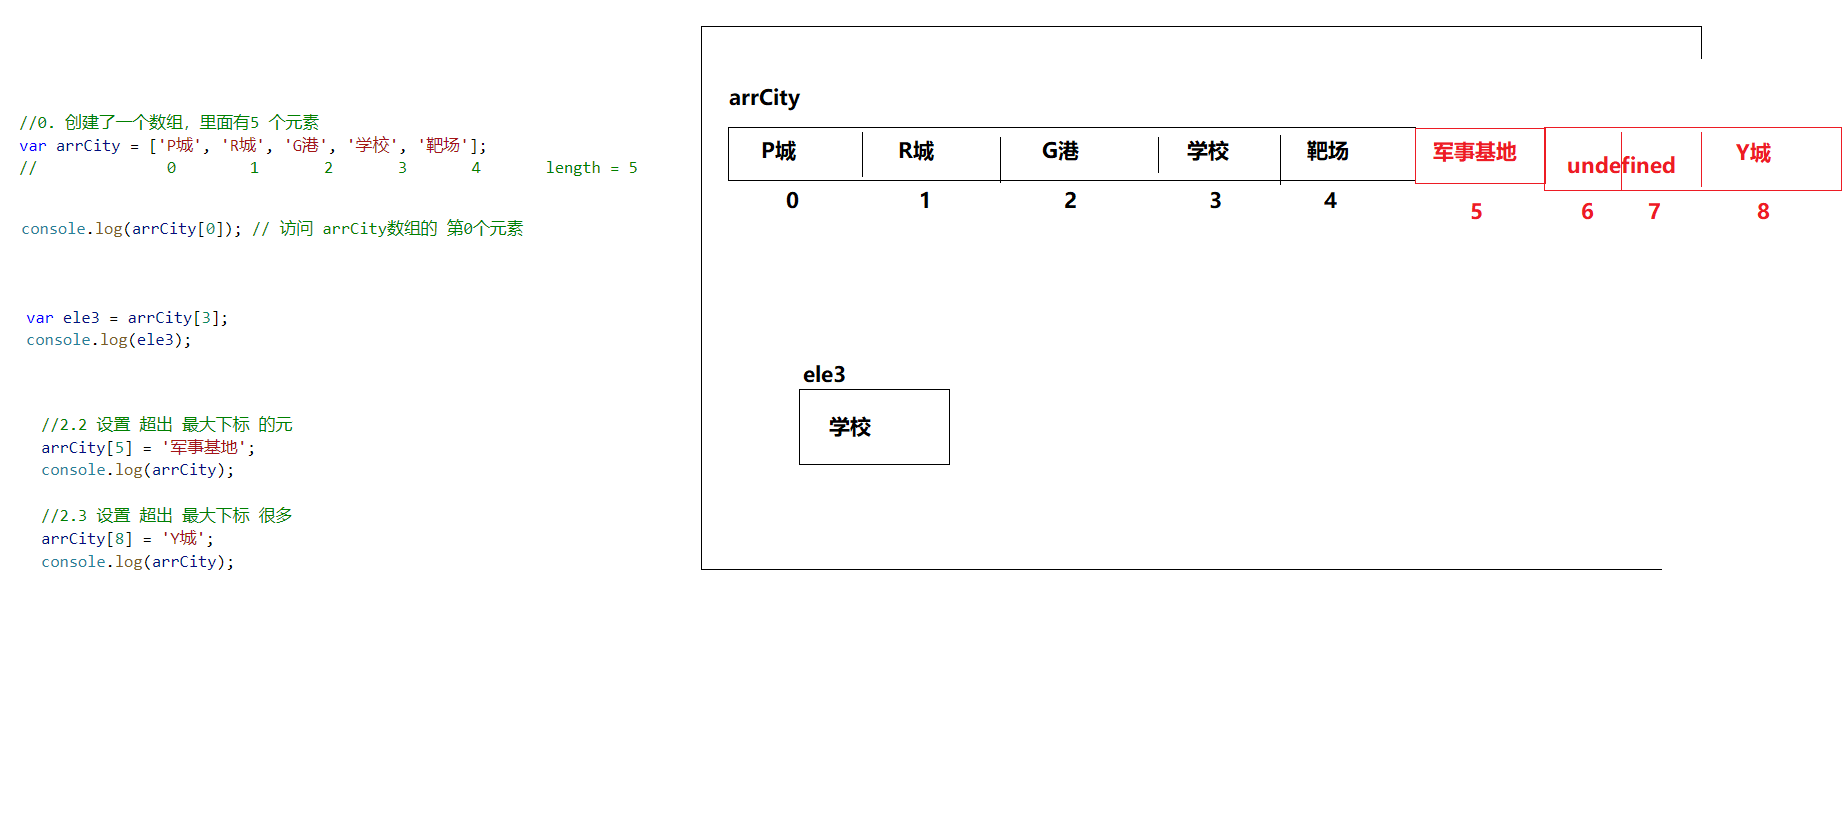 //0. 创建了一个数组，里面有5 个元素
var arrCity = ['P城', 'R城', 'G港', '学校', '靶场'];
// 0 1 2 3 4 length = 5
console.log(arrCity[0]); // 访问 arrCity数组的 第0个元素
var ele3 = arrCity[3];
console.log(ele3);
//2.2 设置 超出 最大下标 的元
arrCity[5] = '军事基地';
console.log(arrCity);
//2.3 设置 超出 最大下标 很多
arrCity[8] = 'Y城';
console.log(arrCity);
arrCity
P城 R城 G港 学校 靶场 军事基地 undefined Y城
0 1 2 3 4 5 6 7 8
ele3
学校